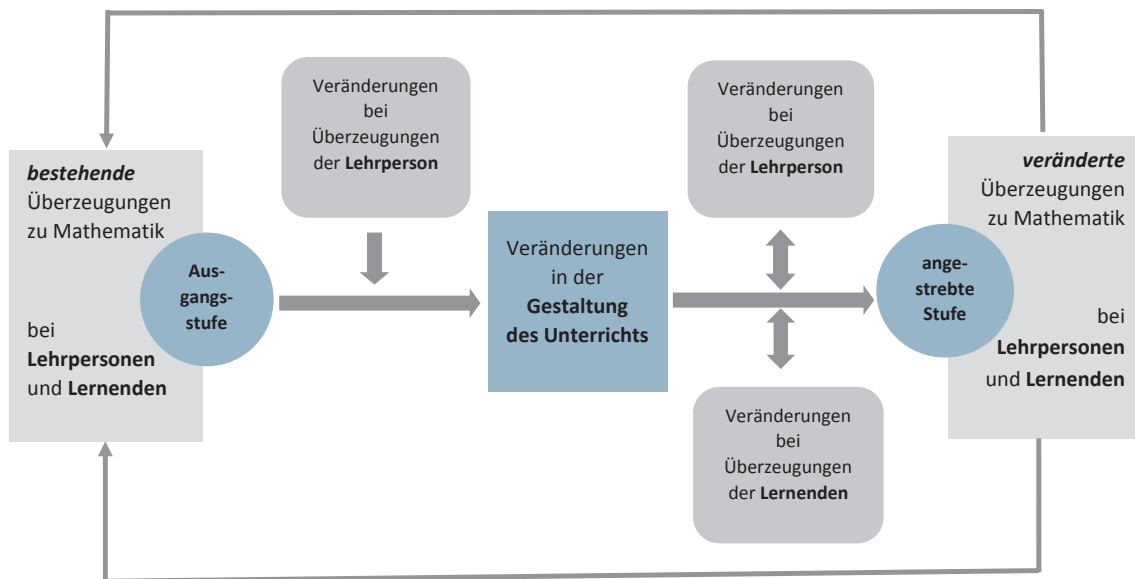 bestehende
Überzeugungen
zu Mathematik
bei
Lehrpersonen
und Lernenden
Aus-
gangs-
stufe
Veränderungen
bei
Überzeugungen
der Lehrperson
Veränderungen
in der
Gestaltung
des Unterrichts
Veränderungen
bei
Überzeugungen
der Lehrperson
Veränderungen
bei
Überzeugungen
der Lernenden
ange-
strebte
Stufe
veränderte
Überzeugungen
zu Mathematik
bei
Lehrpersonen
und Lernenden